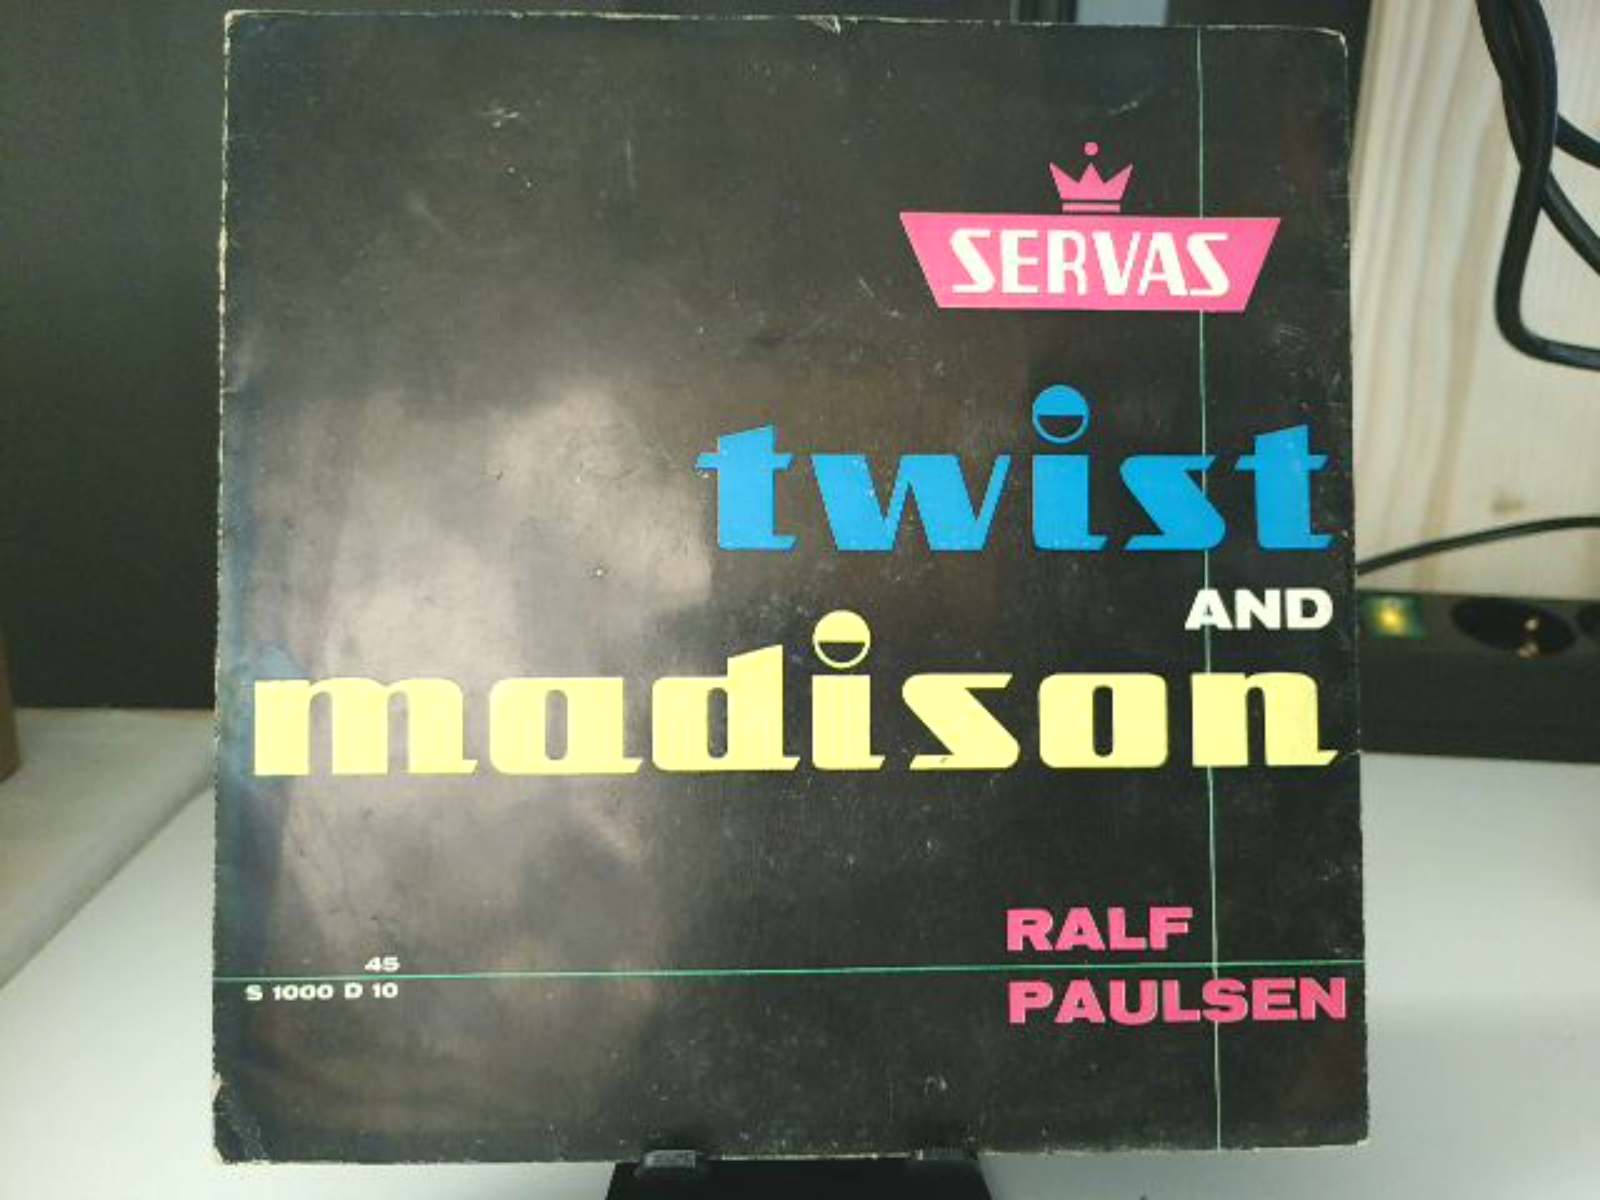 SERVAS
twist
AND
madison
RALF
PAULSEN
45
S 1000 D 10